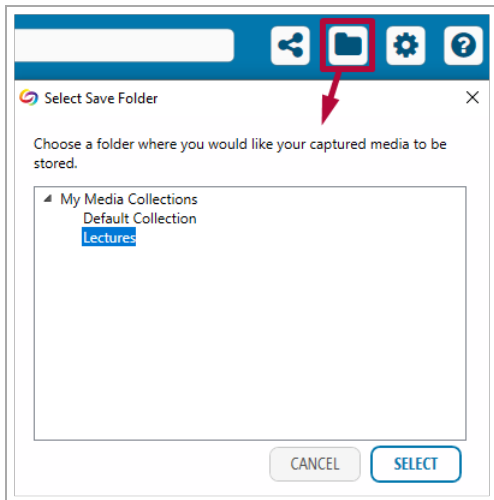 Select Save Folder
Choose a folder where you would like your captured media to be
stored.
My Media Collections
Default Collection
Lectures
CANCEL
SELECT